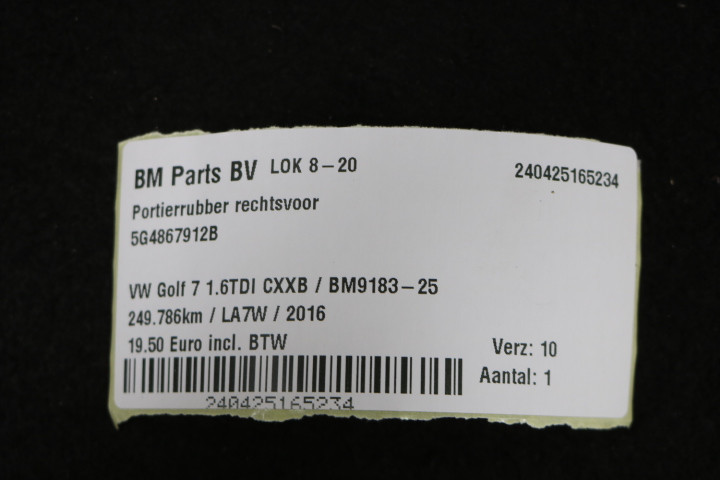 BM Parts BV LOK 8-20 240425165234
Portierrubber rechtsvoor
5G4867912B
VW Golf 7 1.6TDI CXXB / BM9183-25
249.786km / LA7W / 2016
19.50 Euro incl. BTW
Verz: 10
Aantal: 1
240425165234